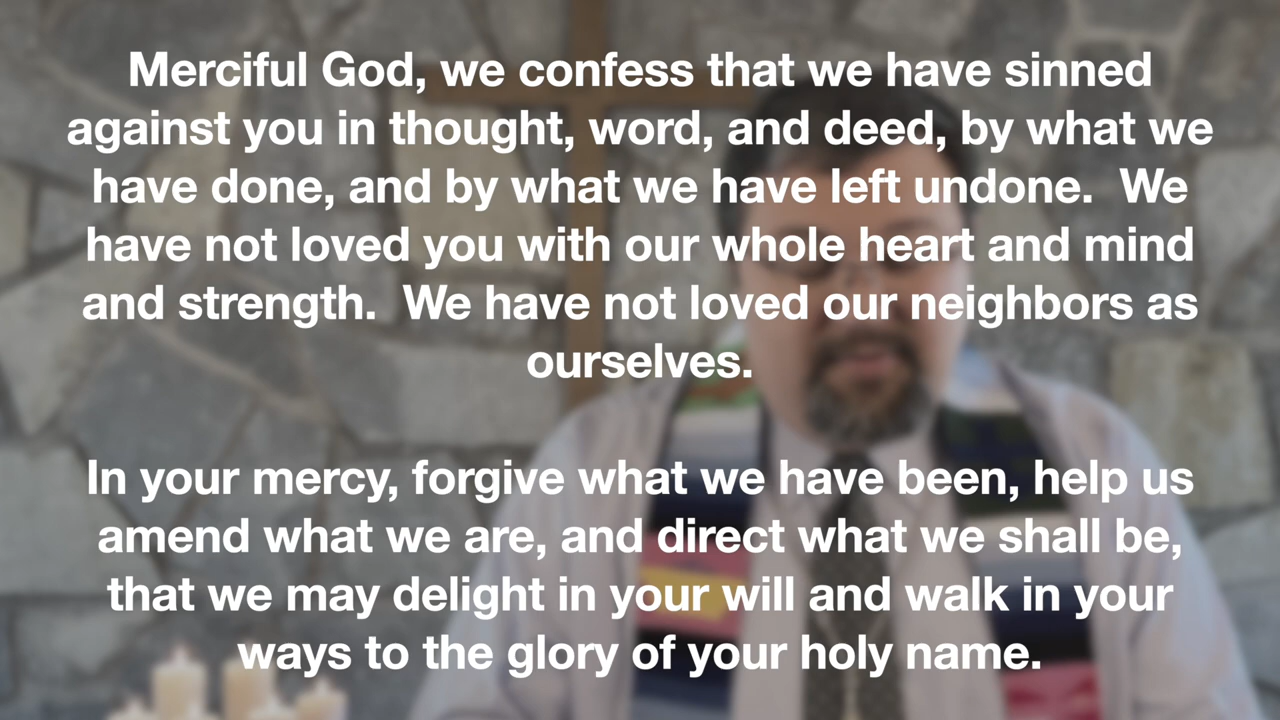 Merciful God, we confess that we have sinned
against you in thought, word, and deed, by what we
have done, and by what we have left undone.  We
have not loved you with our whole heart and mind
and strength.  We have not loved our neighbors as
ourselves.
In your mercy, forgive what we have been, help us
amend what we are, and direct what we shall be,
that we may delight in your will and walk in your
ways to the glory of your holy name.